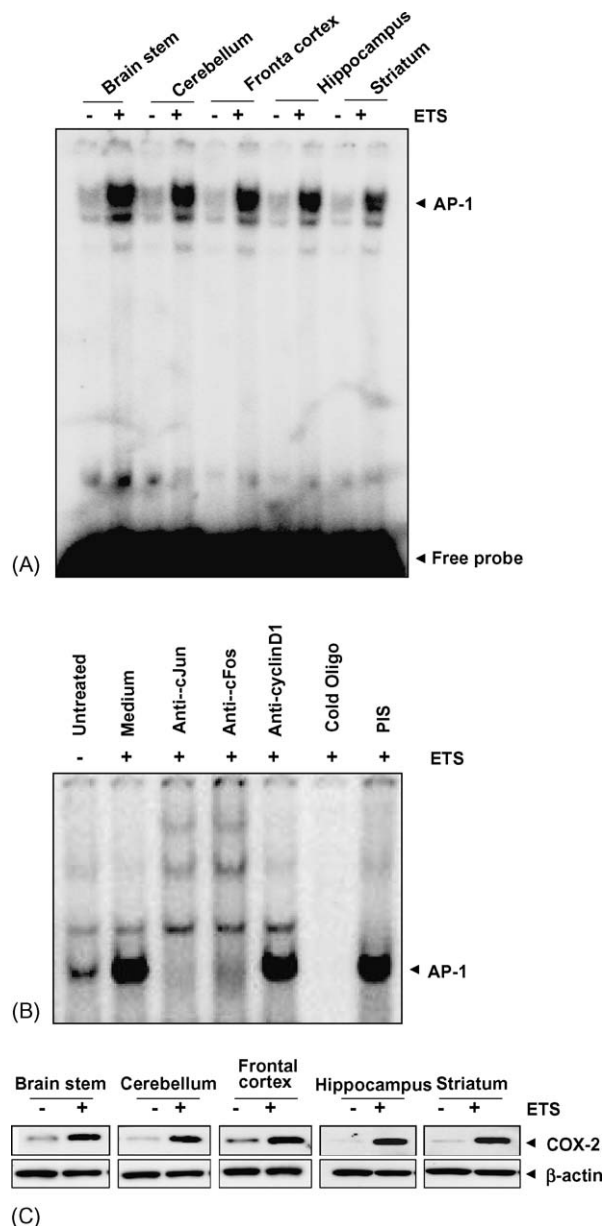 Brain stem Cerebellum Fronta cortex Hippocampus Striatum
- + - + - + - + - + ETS
◄ AP-1
◄ Free probe
(A)
Untreated Medium Anti--cJun Anti--cFos Anti-cyclinD1 Cold Oligo PIS
- + + + + + + ETS
◄ AP-1
(B)
Brain stem Cerebellum Frontal cortex Hippocampus Striatum
- + - + - + - + - + ETS
◄ COX-2
◄ β-actin
(C)